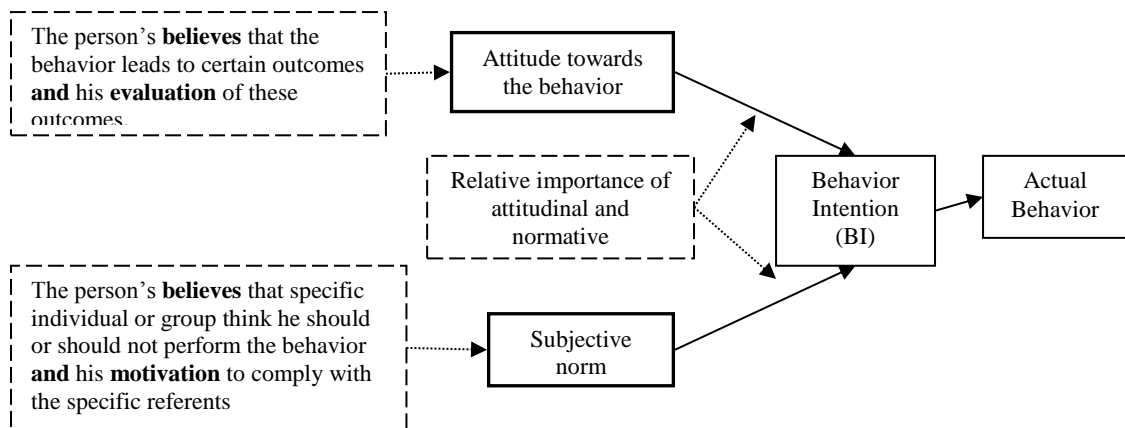 The person's believes that the
behavior leads to certain outcomes
and his evaluation of these
outcomes.
Attitude towards
the behavior
Relative importance of
attitudinal and
normative
Behavior
Intention
(BI)
Actual
Behavior
The person's believes that specific
individual or group think he should
or should not perform the behavior
and his motivation to comply with
the specific referents
Subjective
norm